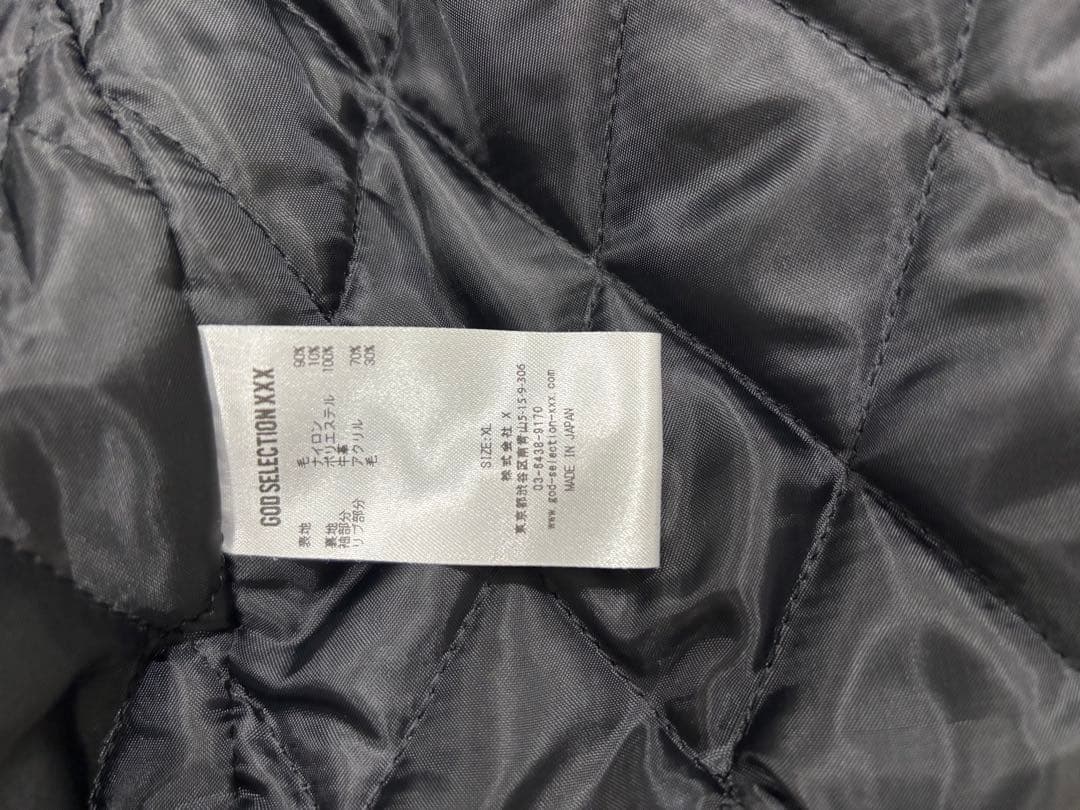 GOD SELECTION XXX
表地 毛 90%
ナイロン 10%
裏地 ポリエステル 100%
袖部分 牛革
リブ部分 アクリル 70%
毛 30%
SIZE:XL
株式会社 X
東京都渋谷区南青山5-15-9-306
03-6438-9170
www.god-selection-xxx.com
MADE IN JAPAN